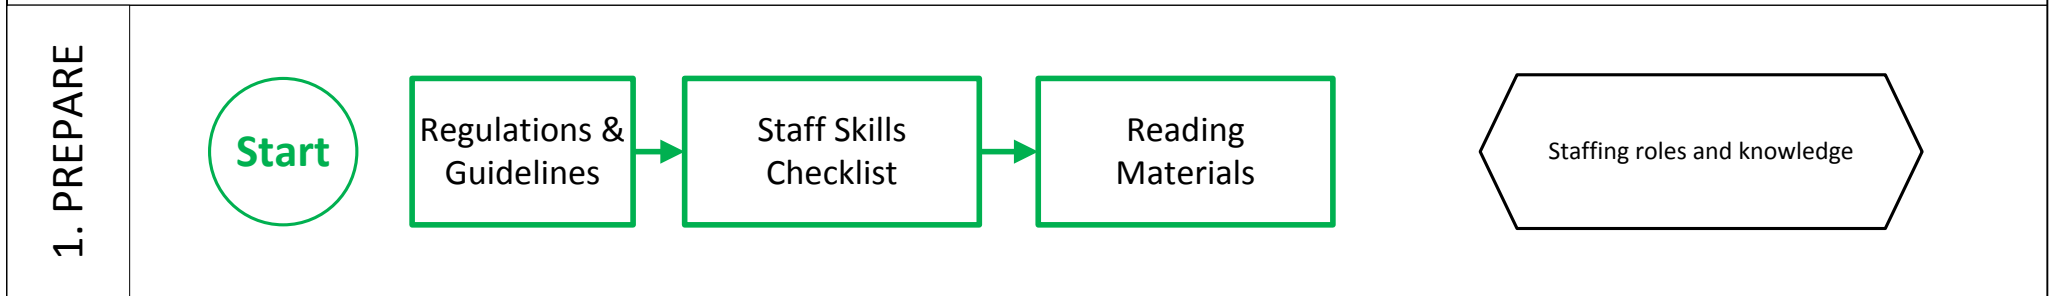 1. PREPARE
Start
Regulations &
Guidelines
Staff Skills
Checklist
Reading
Materials
Staffing roles and knowledge